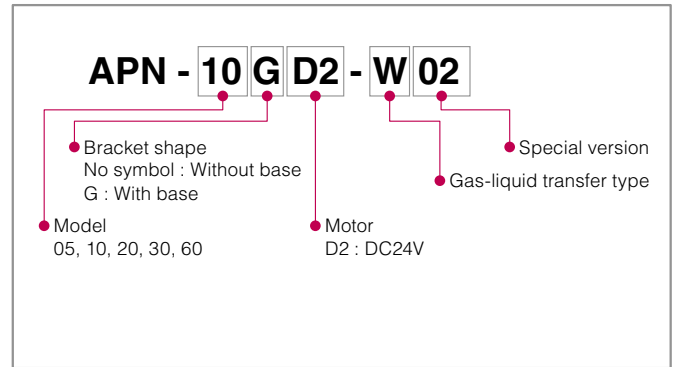 APN - 10 G D2 - W 02
Bracket shape
No symbol : Without base
G : With base
Special version
Gas-liquid transfer type
Model
05, 10, 20, 30, 60
Motor
D2 : DC24V